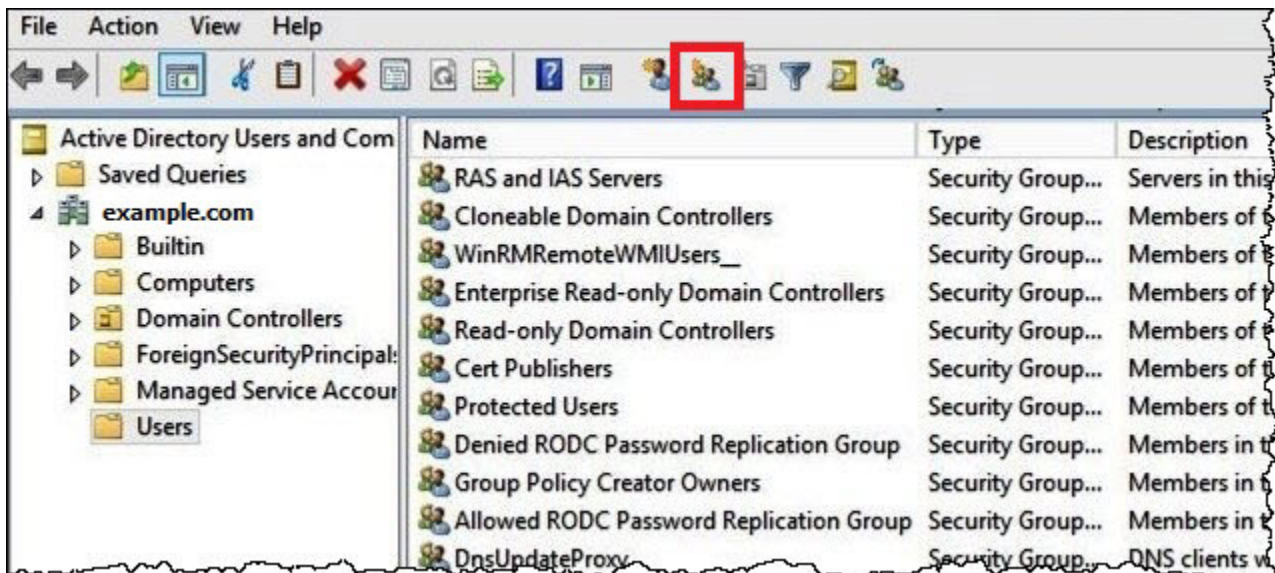 File Action View Help
Active Directory Users and Com
Saved Queries
example.com
Builtin
Computers
Domain Controllers
ForeignSecurityPrincipals
Managed Service Accoun
Users
Name Type Description
RAS and IAS Servers Security Group... Servers in this
Cloneable Domain Controllers Security Group... Members of t
WinRMRemoteWMIUsers__ Security Group... Members of t
Enterprise Read-only Domain Controllers Security Group... Members of
Read-only Domain Controllers Security Group... Members of
Cert Publishers Security Group... Members of t
Protected Users Security Group... Members of t
Denied RODC Password Replication Group Security Group... Members in t
Group Policy Creator Owners Security Group... Members in t
Allowed RODC Password Replication Group Security Group... Members in t
DnsUpdateProxy Security Group... DNS clients w